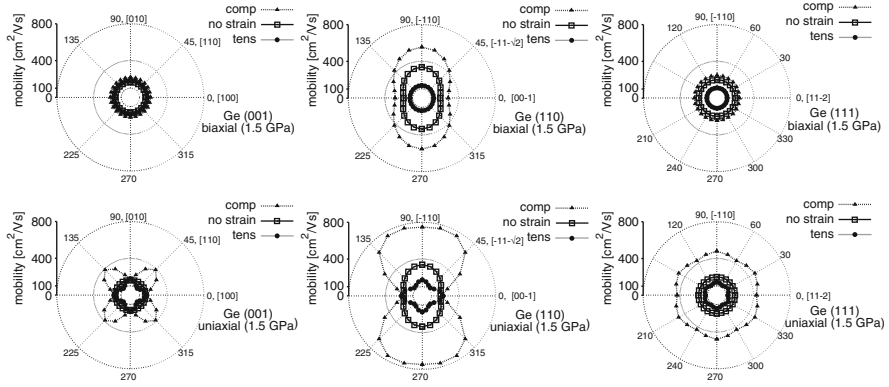 800
400
100
0
mobility [cm²/Vs]
90, [010]
135
45, [110]
0, [100]
225
270
315
comp
no strain
tens
Ge (001)
biaxial (1.5 GPa)
800
400
100
0
mobility [cm²/Vs]
90, [-110]
135
45, [-11-√2]
0, [00-1]
225
270
315
comp
no strain
tens
Ge (110)
biaxial (1.5 GPa)
800
400
100
0
mobility [cm²/Vs]
90, [-110]
120
60
30
0, [11-2]
210
240
270
300
330
comp
no strain
tens
Ge (111)
biaxial (1.5 GPa)
800
400
100
0
mobility [cm²/Vs]
90, [010]
135
45, [110]
0, [100]
225
270
315
comp
no strain
tens
Ge (001)
uniaxial (1.5 GPa)
800
400
100
0
mobility [cm²/Vs]
90, [-110]
135
45, [-11-√2]
0, [00-1]
225
270
315
comp
no strain
tens
Ge (110)
uniaxial (1.5 GPa)
800
400
100
0
mobility [cm²/Vs]
90, [-110]
120
60
30
0, [11-2]
210
240
270
300
330
comp
no strain
tens
Ge (111)
uniaxial (1.5 GPa)